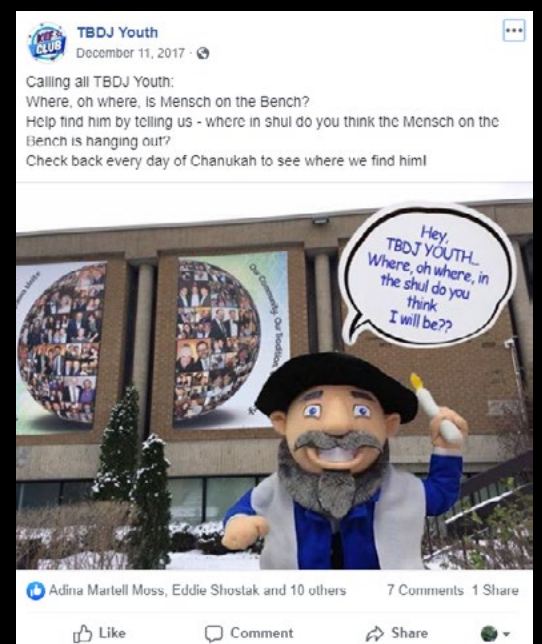 KEF
CLUB
TBDJ Youth
December 11, 2017 ·
Calling all TBDJ Youth:
Where, oh where, is Mensch on the Bench?
Help find him by telling us - where in shul do you think the Mensch on the
Bench is hanging out?
Check back every day of Chanukah to see where we find him!
Hey,
TBDJ YOUTH...
Where, oh where, in
the shul do you
think
I will be??
Our Community, Our Tradition,
Adina Martell Moss, Eddie Shostak and 10 others
7 Comments 1 Share
Like
Comment
Share